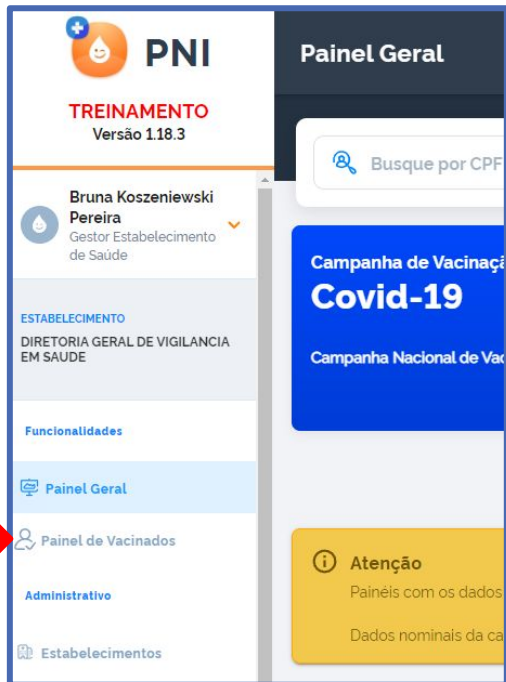 PNI
TREINAMENTO
Versão 1.18.3
Bruna Koszeniewski
Pereira
Gestor Estabelecimento
de Saúde
ESTABELECIMENTO
DIRETORIA GERAL DE VIGILANCIA
EM SAUDE
Funcionalidades
Painel Geral
Painel de Vacinados
Administrativo
Estabelecimentos
Painel Geral
Busque por CPF
Campanha de Vacinaçã
Covid-19
Campanha Nacional de Vac
Atenção
Painéis com os dados
Dados nominais da ca